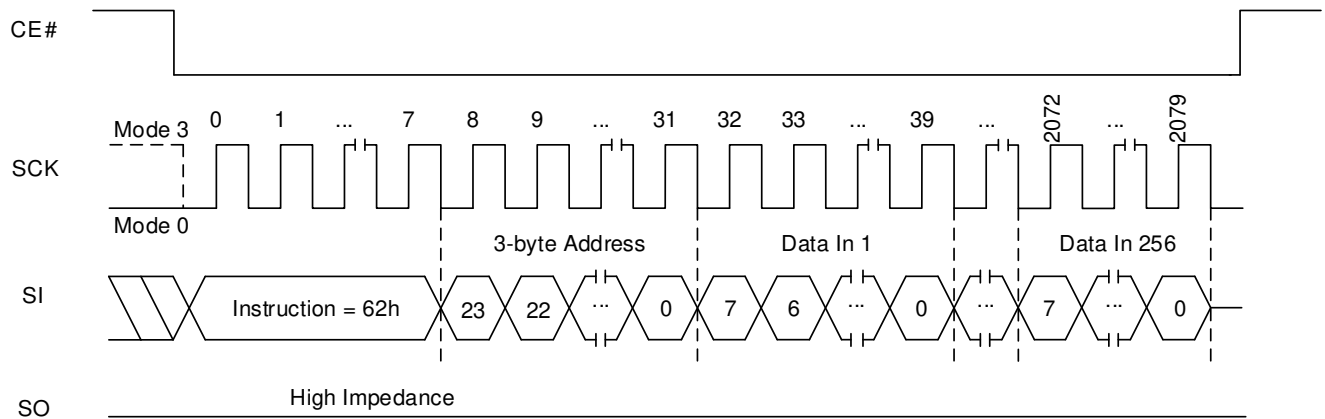 CE#
Mode 3 0 1 ... 7 8 9 ... 31 32 33 ... 39 ... 2072 ... 2079
SCK
Mode 0
3-byte Address Data In 1 Data In 256
SI Instruction = 62h 23 22 ... 0 7 6 ... 0 ... 7 ... 0
High Impedance
SO